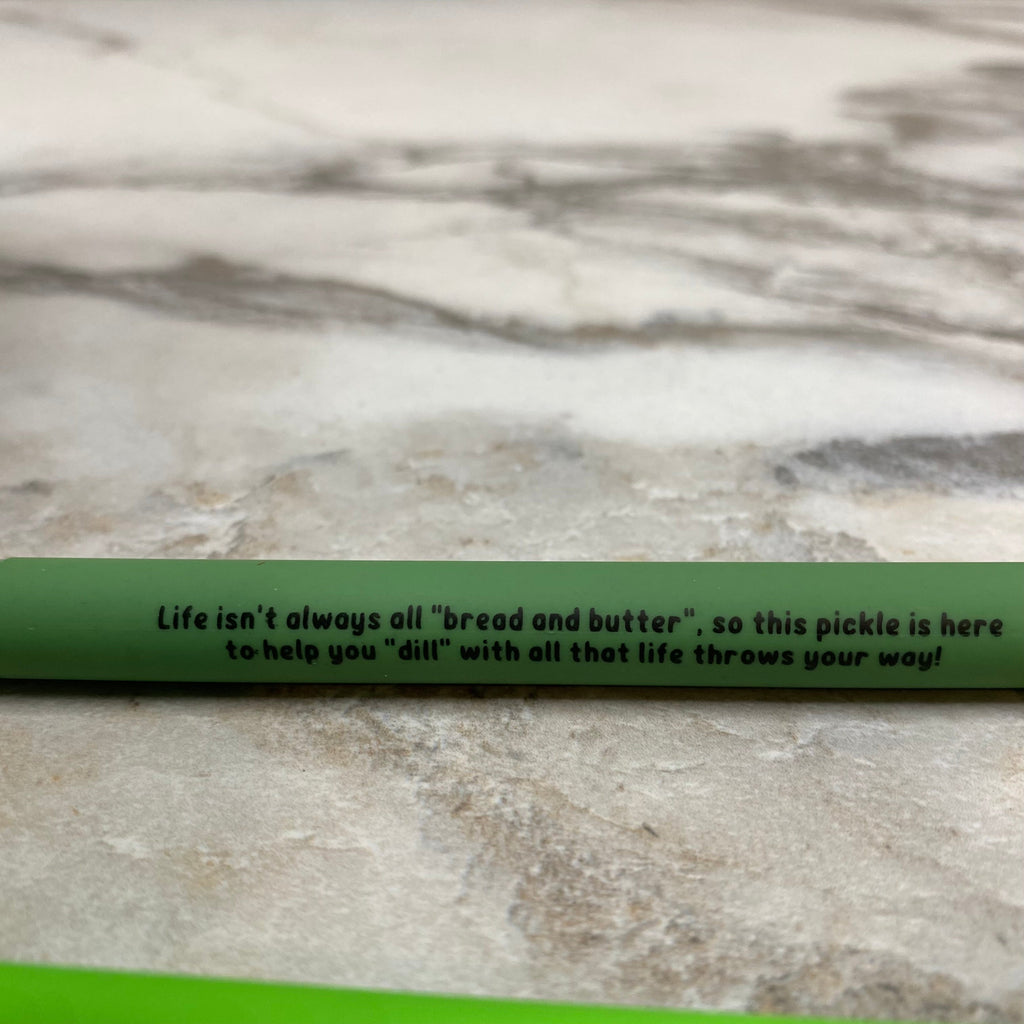 Life isn't always all "bread and butter", so this pickle is here
to help you "dill" with all that life throws your way!